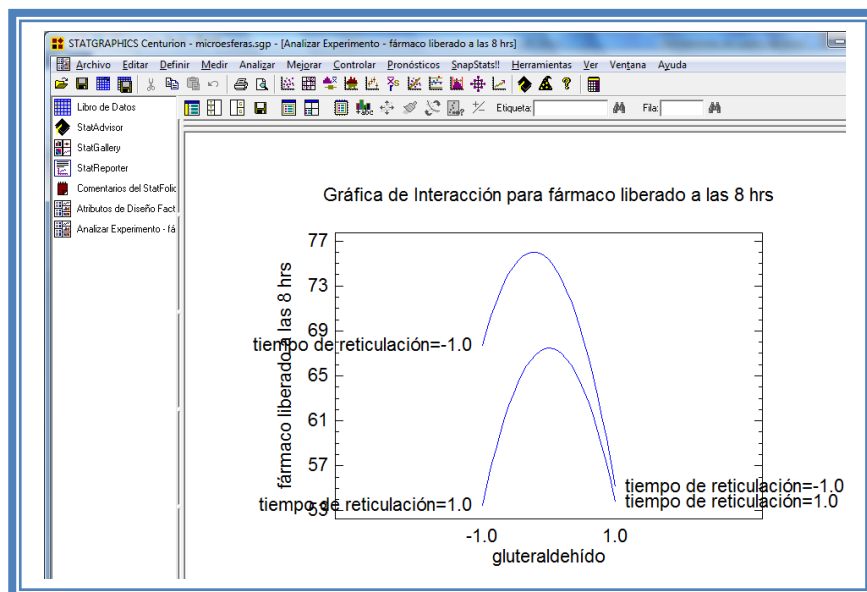 STATGRAPHICS Centurion - microesferas.sgp - [Analizar Experimento - fármaco liberado a las 8 hrs]
Archivo Editar Definir Medir Analizar Mejorar Controlar Pronósticos SnapStats!! Herramientas Ver Ventana Ayuda
Etiqueta: Fila:
Libro de Datos
StatAdvisor
StatGallery
StatReporter
Comentarios del StatFolio
Atributos de Diseño Fact
Analizar Experimento - fá
Gráfica de Interacción para fármaco liberado a las 8 hrs
fármaco liberado a las 8 hrs
77
73
69
65
61
57
53
tiempo de reticulación=-1.0
tiempo de reticulación=1.0
tiempo de reticulación=-1.0
tiempo de reticulación=1.0
-1.0 1.0
gluteraldehído